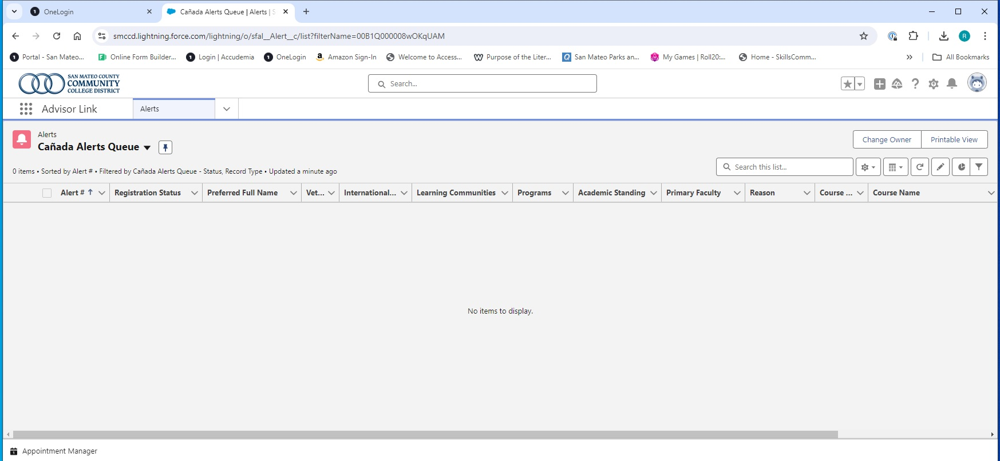 OneLogin
Cañada Alerts Queue | Alerts | S
smccd.lightning.force.com/lightning/o/sfal__Alert__c/list?filterName=00B1Q000008wOKqUAM
R
Portal - San Mateo... Online Form Builder... Login | Accudemia OneLogin Amazon Sign-In Welcome to Access... Purpose of the Liter... San Mateo Parks an... My Games | Roll20:... Home - SkillsComm... » All Bookmarks
SAN MATEO COUNTY
COMMUNITY
COLLEGE DISTRICT
Search...
Advisor Link Alerts
Alerts
Cañada Alerts Queue
Change Owner Printable View
0 items • Sorted by Alert # • Filtered by Cañada Alerts Queue - Status, Record Type • Updated a minute ago
Search this list...
Alert # Registration Status Preferred Full Name Vet... International... Learning Communities Programs Academic Standing Primary Faculty Reason Course ... Course Name
No items to display.
Appointment Manager